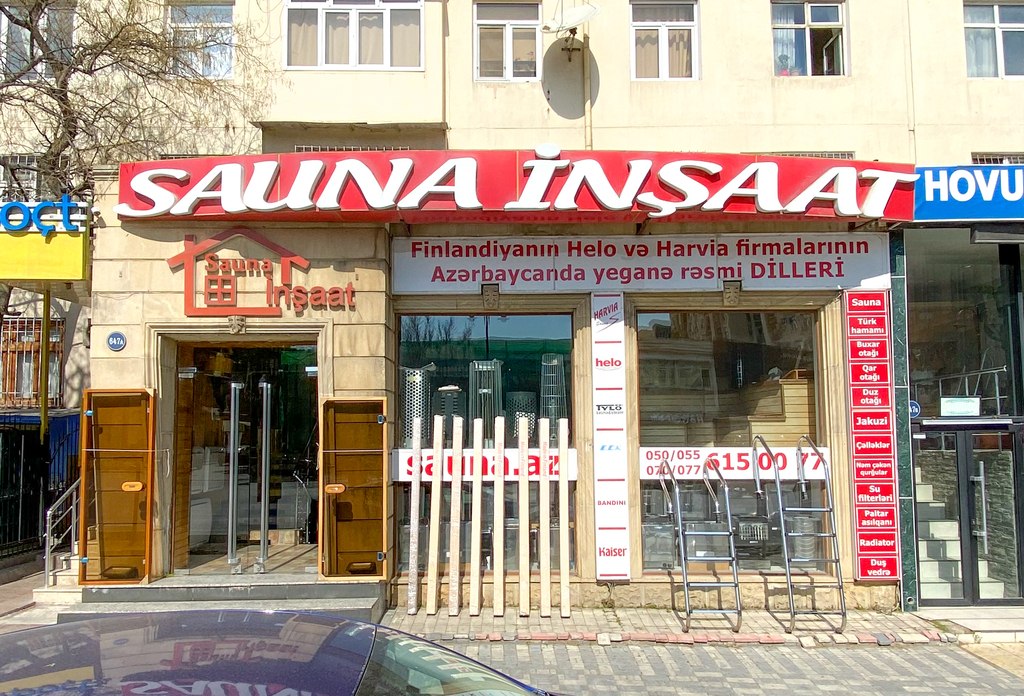 SAUNA İNŞAAT
HOVU
oçt
Finlandiyanın Helo və Harvia firmalarının
Azərbaycanda yeganə rəsmi DİLLERİ
Sauna
İnşaat
647A
HARVIA
helo
TYLÖ
BANDINI
Kaiser
sauna.az
050/055
070/077
615 00 77
Sauna
Türk
hamamı
Buxar
otağı
Qar
otağı
Duz
otağı
Jakuzi
Çəlləklər
Nəm çəkən
qurğular
Su
filterləri
Paltar
asılqanı
Radiator
Duş
vedrə